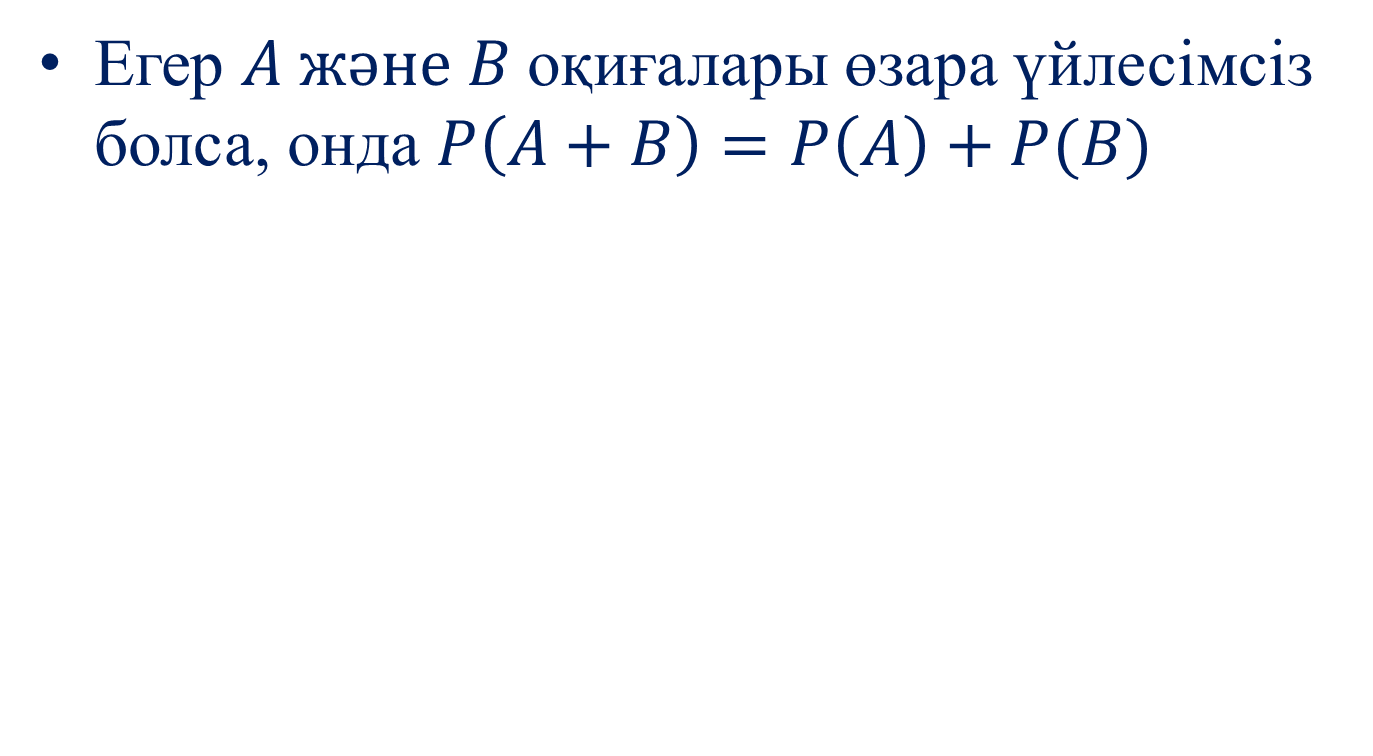 • Егер A және B оқиғалары өзара үйлесімсіз
болса, онда P(A + B) = P(A) + P(B)